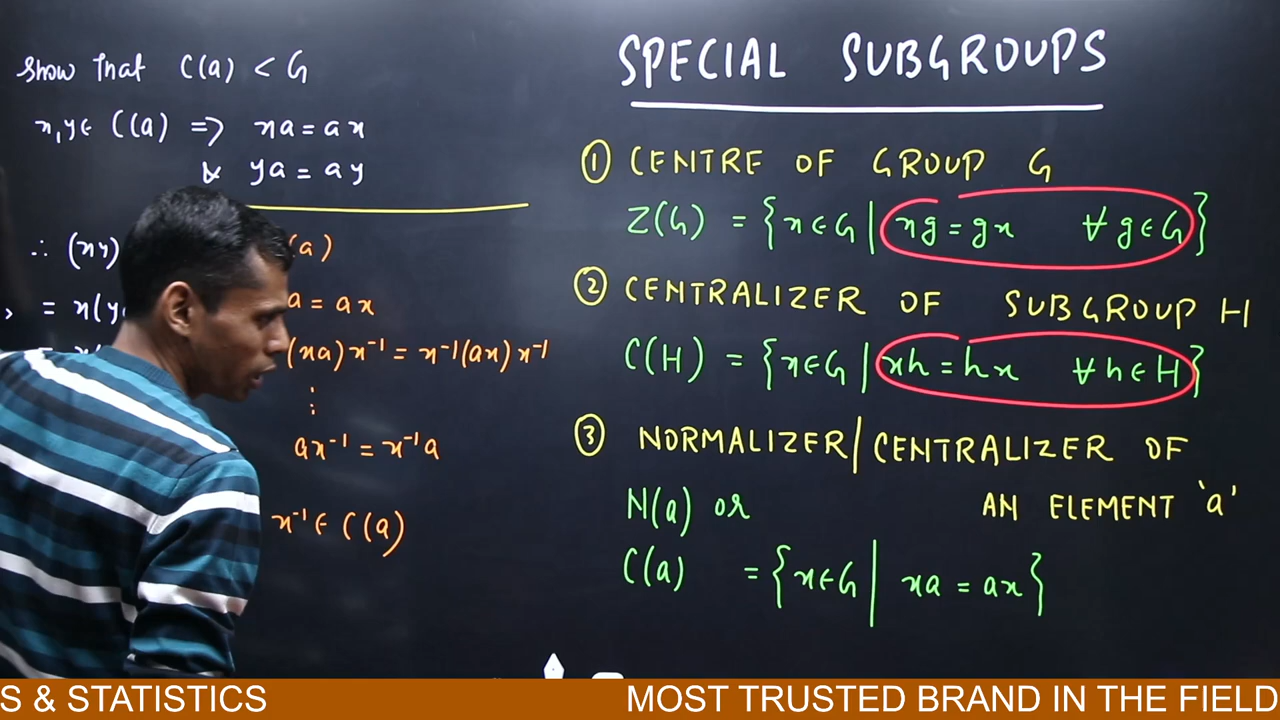 Show that C(a) < G
x,y ∈ C(a) => xa = ax
& ya = ay
∴ (xy) (a)
= x(y a = ax
(xa)x⁻¹ = x⁻¹(ax)x⁻¹
⋮
ax⁻¹ = x⁻¹a
x⁻¹ ∈ C(a)
SPECIAL SUBGROUPS
① CENTRE OF GROUP G
Z(G) = {x∈G | xg = gx ∀ g∈G}
② CENTRALIZER OF SUBGROUP H
C(H) = {x∈G | xh = hx ∀ h∈H}
③ NORMALIZER/CENTRALIZER OF
AN ELEMENT 'a'
N(a) or
C(a) = {x∈G | xa = ax}
S & STATISTICS MOST TRUSTED BRAND IN THE FIELD